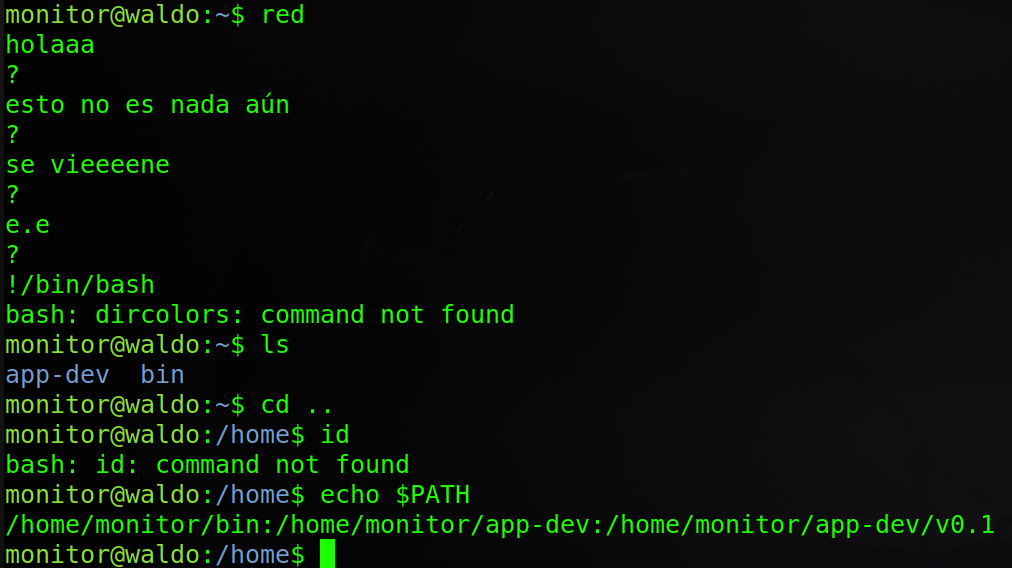 monitor@waldo:~$ red
holaaa
?
esto no es nada aún
?
se vieeeene
?
e.e
?
!/bin/bash
bash: dircolors: command not found
monitor@waldo:~$ ls
app-dev  bin
monitor@waldo:~$ cd ..
monitor@waldo:/home$ id
bash: id: command not found
monitor@waldo:/home$ echo $PATH
/home/monitor/bin:/home/monitor/app-dev:/home/monitor/app-dev/v0.1
monitor@waldo:/home$